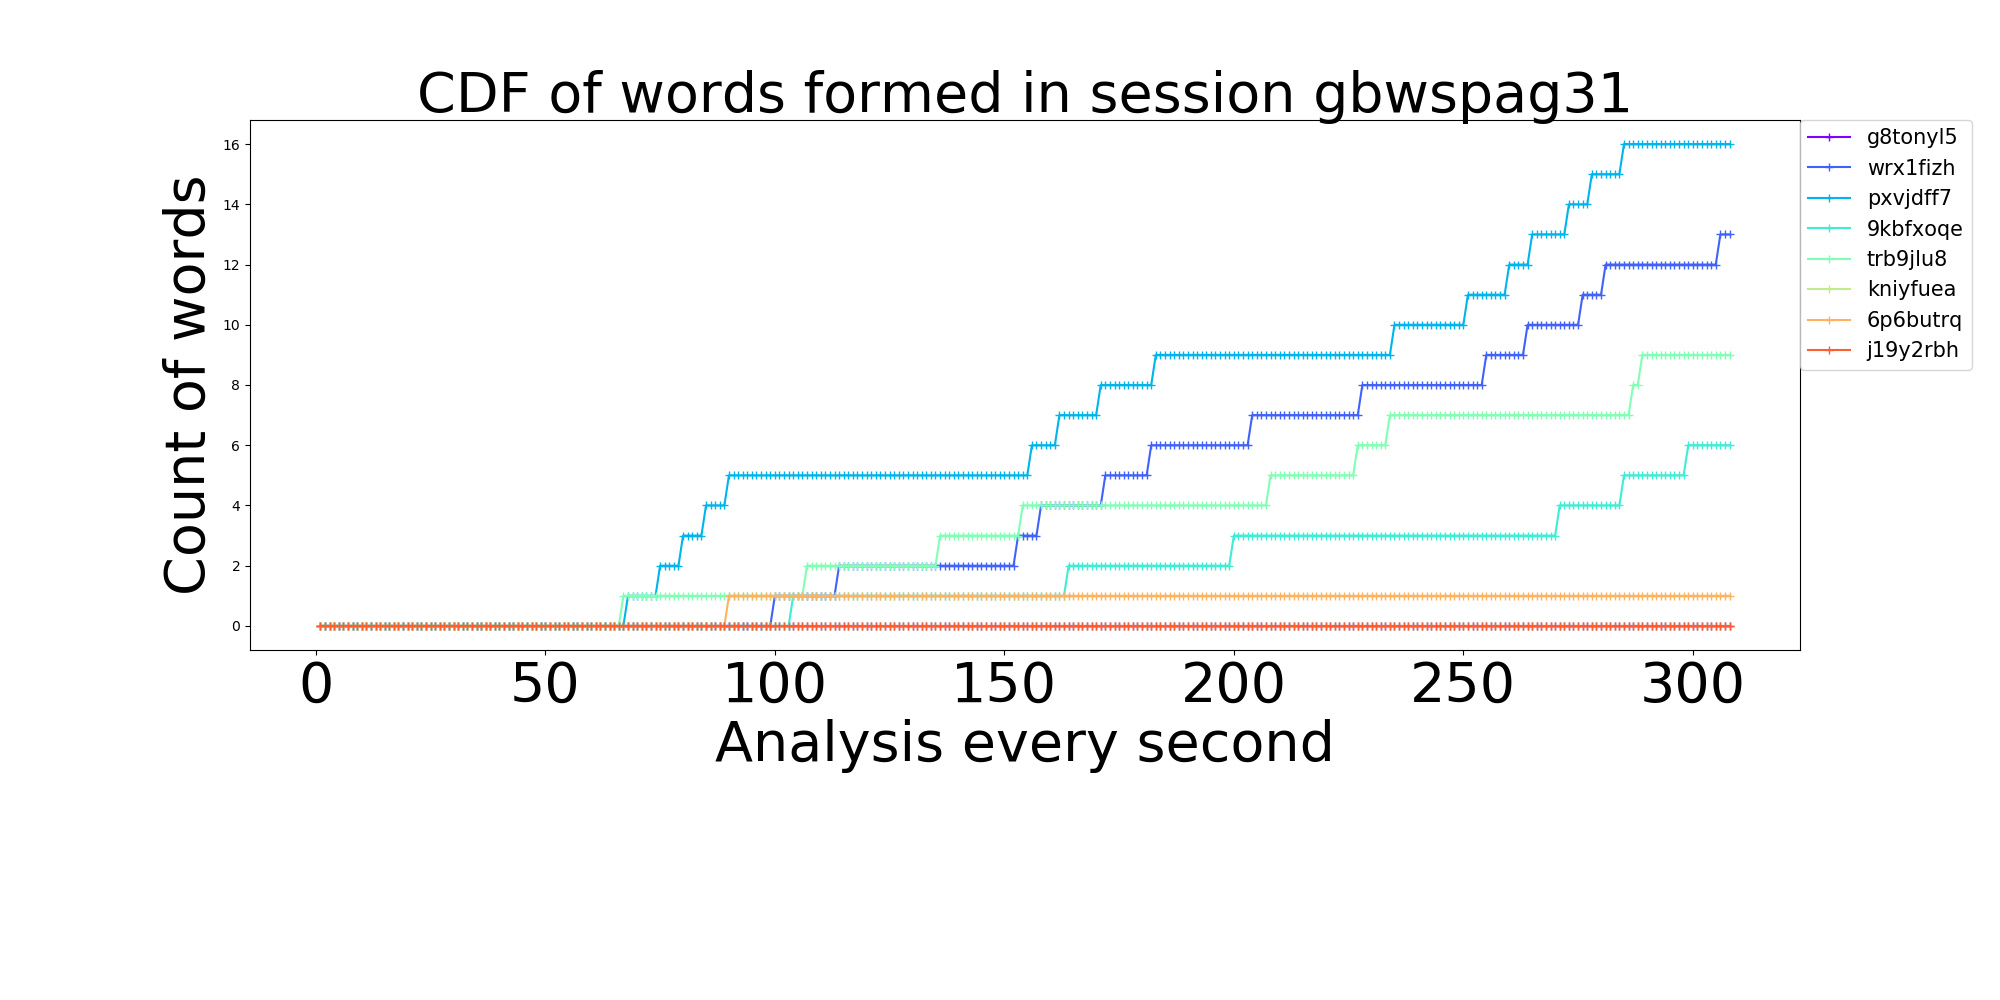 CDF of words formed in session gbwspag31
Count of words
16
14
12
10
8
6
4
2
0
0 50 100 150 200 250 300
Analysis every second
g8tonyl5
wrx1fizh
pxvjdff7
9kbfxoqe
trb9jlu8
kniyfuea
6p6butrq
j19y2rbh